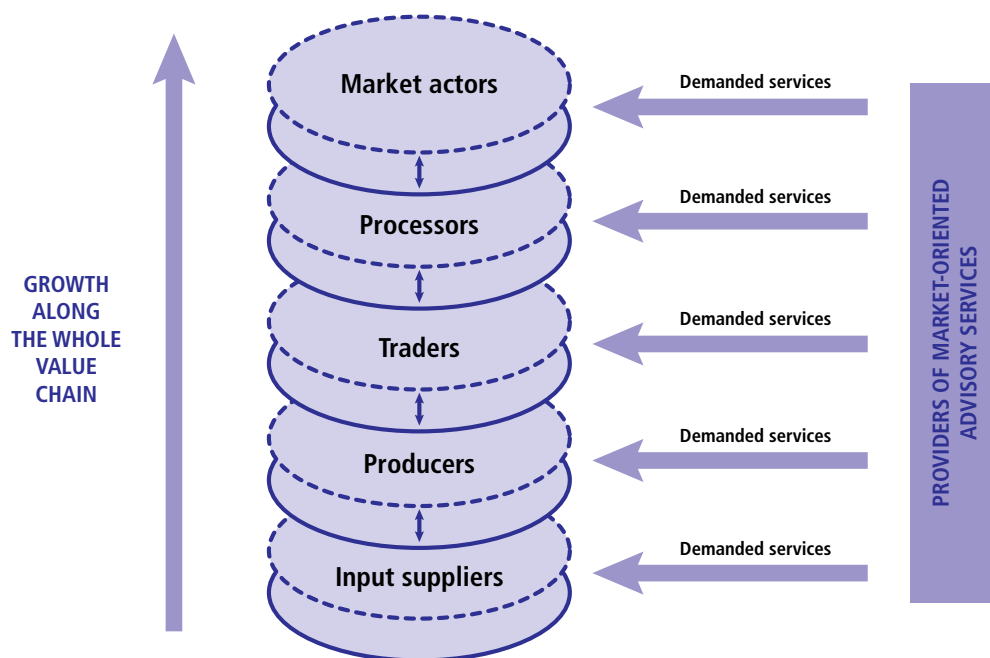 Market actors
Processors
Traders
Producers
Input suppliers
GROWTH
ALONG
THE WHOLE
VALUE
CHAIN
Demanded services
Demanded services
Demanded services
Demanded services
Demanded services
PROVIDERS OF MARKET-ORIENTED
ADVISORY SERVICES